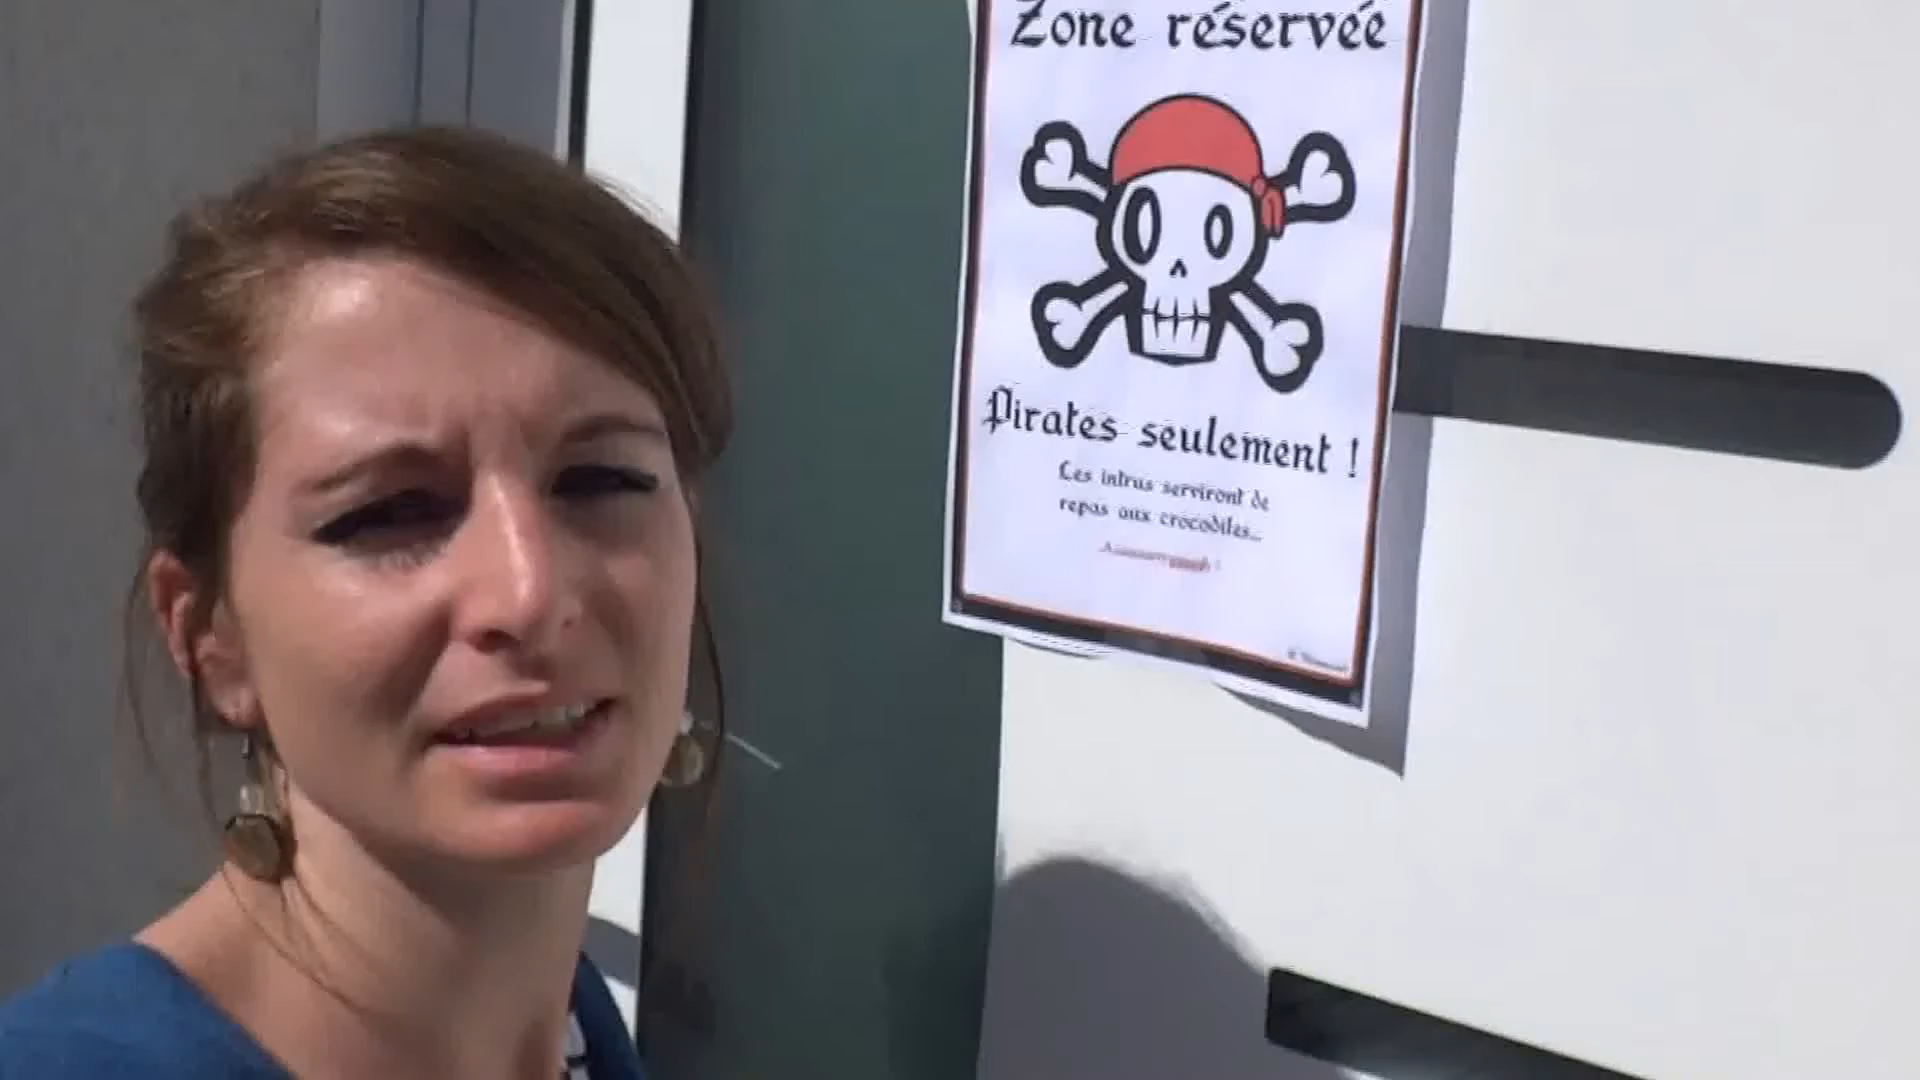 Zone réservée
Pirates seulement !
Les intrus serviront de
repas aux crocodiles...